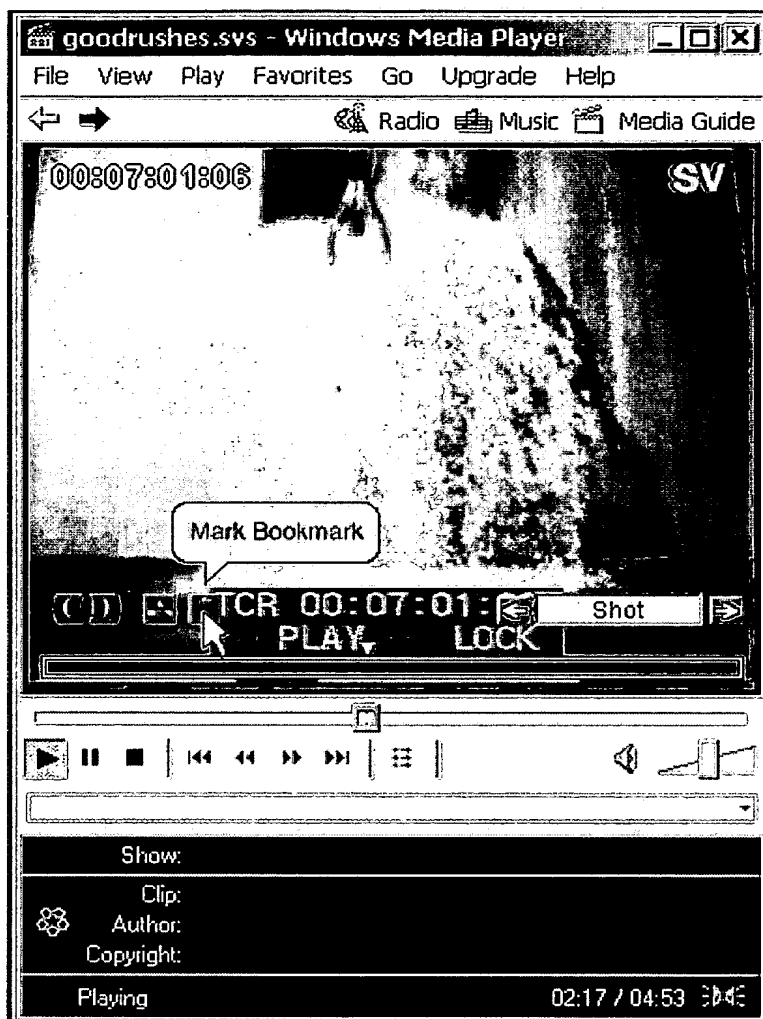 goodrushes.svs - Windows Media Player
File View Play Favorites Go Upgrade Help
Radio Music Media Guide
00:07:01:06 SV
Mark Bookmark
TCR 00:07:01: Shot
PLAY LOCK
Show:
Clip:
Author:
Copyright:
Playing 02:17 / 04:53